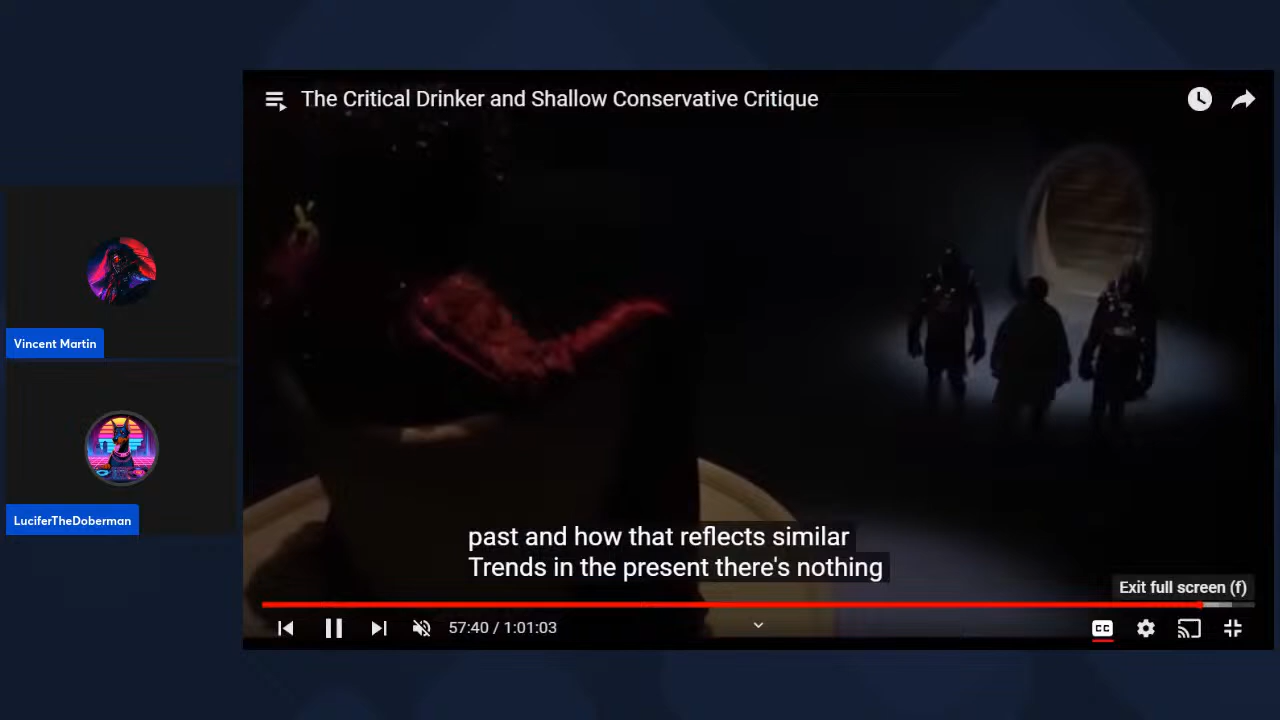 The Critical Drinker and Shallow Conservative Critique
Vincent Martin
LuciferTheDoberman
past and how that reflects similar
Trends in the present there's nothing
Exit full screen (f)
57:40 / 1:01:03
CC